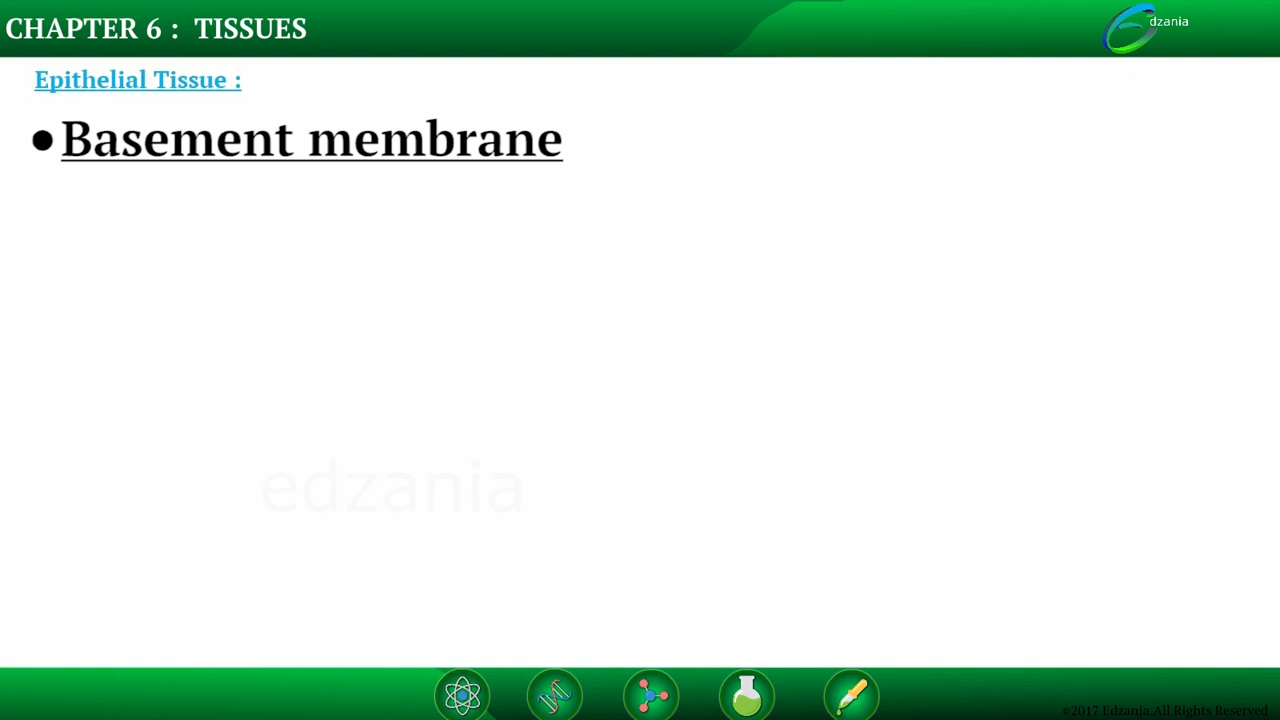 CHAPTER 6 :  TISSUES
dzania
Epithelial Tissue :
•Basement membrane
edzania
©2017 Edzania.All Rights Reserved.